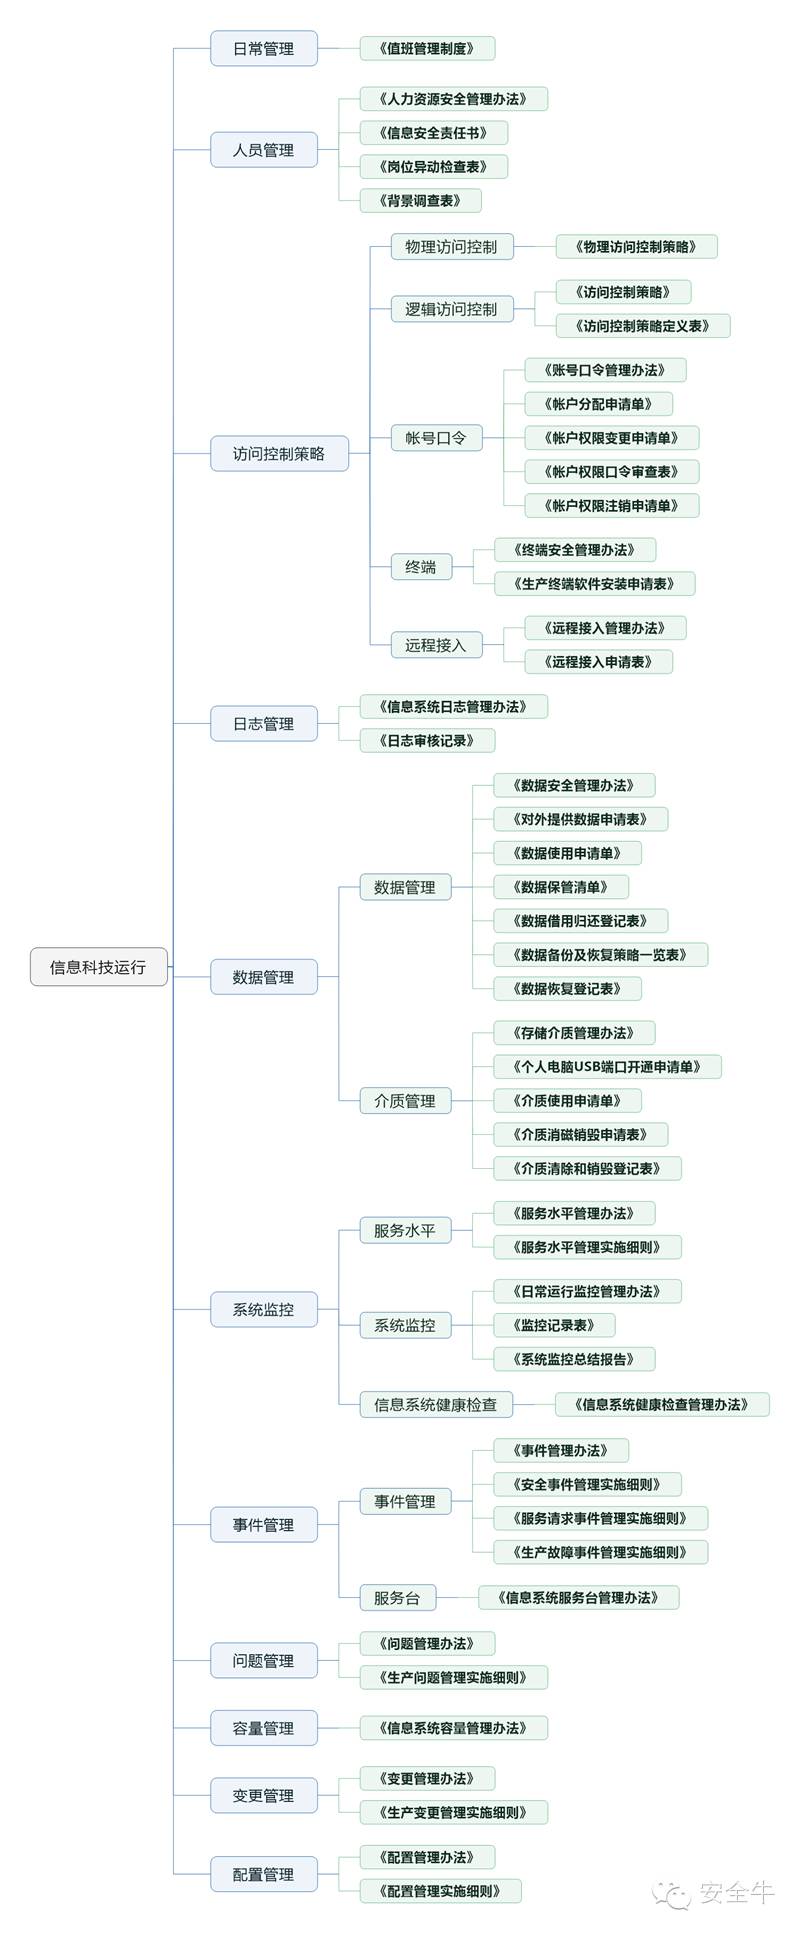 信息科技运行
日常管理
《值班管理制度》
人员管理
《人力资源安全管理办法》
《信息安全责任书》
《岗位异动检查表》
《背景调查表》
访问控制策略
物理访问控制
《物理访问控制策略》
逻辑访问控制
《访问控制策略》
《访问控制策略定义表》
帐号口令
《账号口令管理办法》
《帐户分配申请单》
《帐户权限变更申请单》
《帐户权限口令审查表》
《帐户权限注销申请单》
终端
《终端安全管理办法》
《生产终端软件安装申请表》
远程接入
《远程接入管理办法》
《远程接入申请表》
日志管理
《信息系统日志管理办法》
《日志审核记录》
数据管理
数据管理
《数据安全管理办法》
《对外提供数据申请表》
《数据使用申请单》
《数据保管清单》
《数据借用归还登记表》
《数据备份及恢复策略一览表》
《数据恢复登记表》
介质管理
《存储介质管理办法》
《个人电脑USB端口开通申请单》
《介质使用申请单》
《介质消磁销毁申请表》
《介质清除和销毁登记表》
系统监控
服务水平
《服务水平管理办法》
《服务水平管理实施细则》
系统监控
《日常运行监控管理办法》
《监控记录表》
《系统监控总结报告》
信息系统健康检查
《信息系统健康检查管理办法》
事件管理
事件管理
《事件管理办法》
《安全事件管理实施细则》
《服务请求事件管理实施细则》
《生产故障事件管理实施细则》
服务台
《信息系统服务台管理办法》
问题管理
《问题管理办法》
《生产问题管理实施细则》
容量管理
《信息系统容量管理办法》
变更管理
《变更管理办法》
《生产变更管理实施细则》
配置管理
《配置管理办法》
《配置管理实施细则》
安全牛